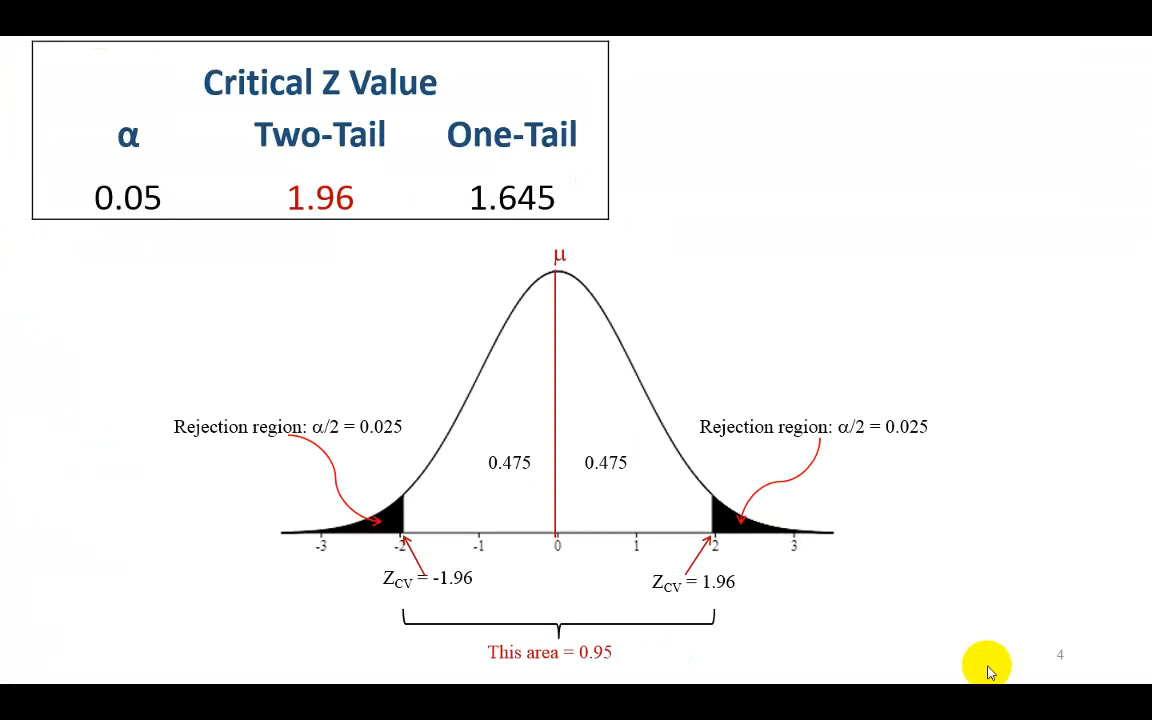 Critical Z Value
α Two-Tail One-Tail
0.05 1.96 1.645
μ
Rejection region: α/2 = 0.025 Rejection region: α/2 = 0.025
0.475 0.475
-3 -2 -1 0 1 2 3
ZCV = -1.96 ZCV = 1.96
This area = 0.95
4